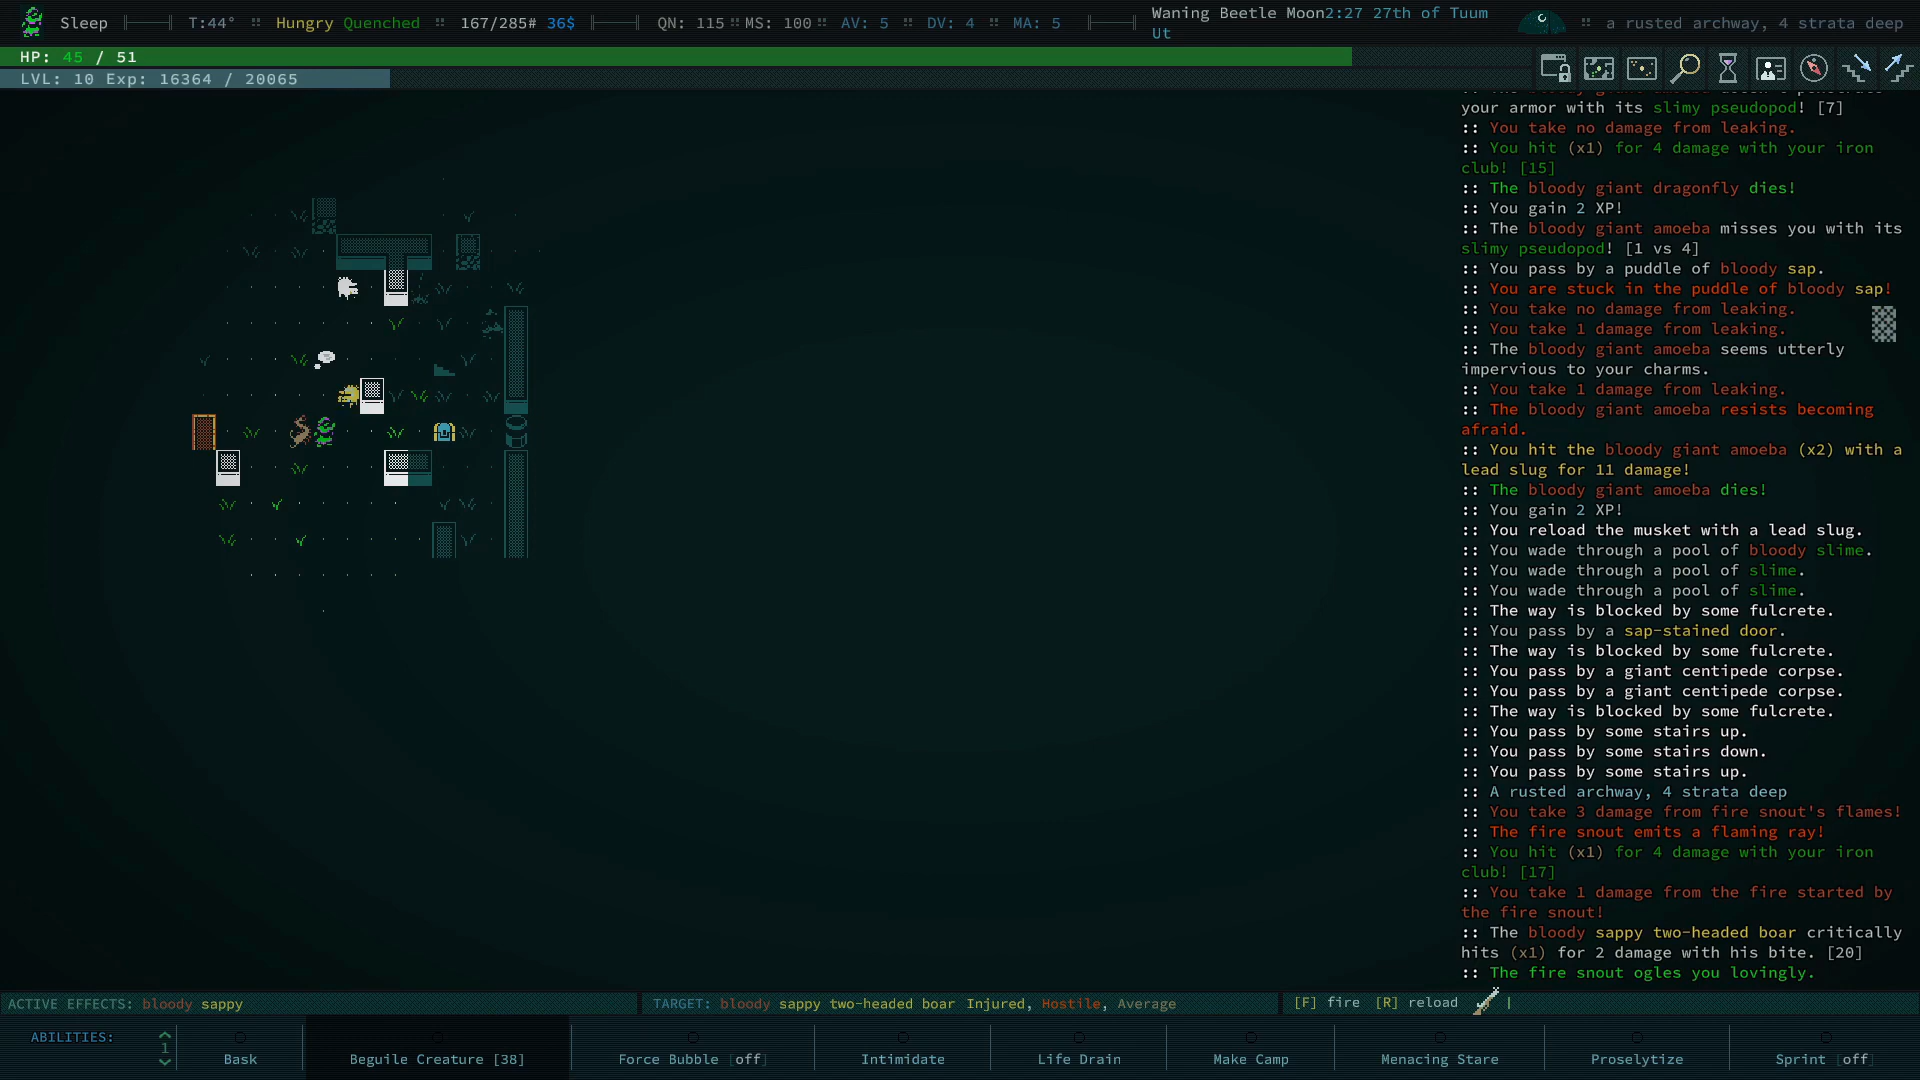 Sleep T:44° :: Hungry Quenched :: 167/285# 36$ QN: 115 :: MS: 100 :: AV: 5 :: DV: 4 :: MA: 5 Waning Beetle Moon2:27 27th of Tuum Ut :: a rusted archway, 4 strata deep
HP: 45 / 51
LVL: 10 Exp: 16364 / 20065
your armor with its slimy pseudopod! [7]
:: You take no damage from leaking.
:: You hit (x1) for 4 damage with your iron
club! [15]
:: The bloody giant dragonfly dies!
:: You gain 2 XP!
:: The bloody giant amoeba misses you with its
slimy pseudopod! [1 vs 4]
:: You pass by a puddle of bloody sap.
:: You are stuck in the puddle of bloody sap!
:: You take no damage from leaking.
:: You take 1 damage from leaking.
:: The bloody giant amoeba seems utterly
impervious to your charms.
:: You take 1 damage from leaking.
:: The bloody giant amoeba resists becoming
afraid.
:: You hit the bloody giant amoeba (x2) with a
lead slug for 11 damage!
:: The bloody giant amoeba dies!
:: You gain 2 XP!
:: You reload the musket with a lead slug.
:: You wade through a pool of bloody slime.
:: You wade through a pool of slime.
:: You wade through a pool of slime.
:: The way is blocked by some fulcrete.
:: You pass by a sap-stained door.
:: The way is blocked by some fulcrete.
:: You pass by a giant centipede corpse.
:: You pass by a giant centipede corpse.
:: The way is blocked by some fulcrete.
:: You pass by some stairs up.
:: You pass by some stairs down.
:: You pass by some stairs up.
:: A rusted archway, 4 strata deep
:: You take 3 damage from fire snout's flames!
:: The fire snout emits a flaming ray!
:: You hit (x1) for 4 damage with your iron
club! [17]
:: You take 1 damage from the fire started by
the fire snout!
:: The bloody sappy two-headed boar critically
hits (x1) for 2 damage with his bite. [20]
:: The fire snout ogles you lovingly.
ACTIVE EFFECTS: bloody sappy TARGET: bloody sappy two-headed boar Injured, Hostile, Average [F] fire [R] reload
ABILITIES: 1 Bask Beguile Creature [38] Force Bubble [off] Intimidate Life Drain Make Camp Menacing Stare Proselytize Sprint [off]